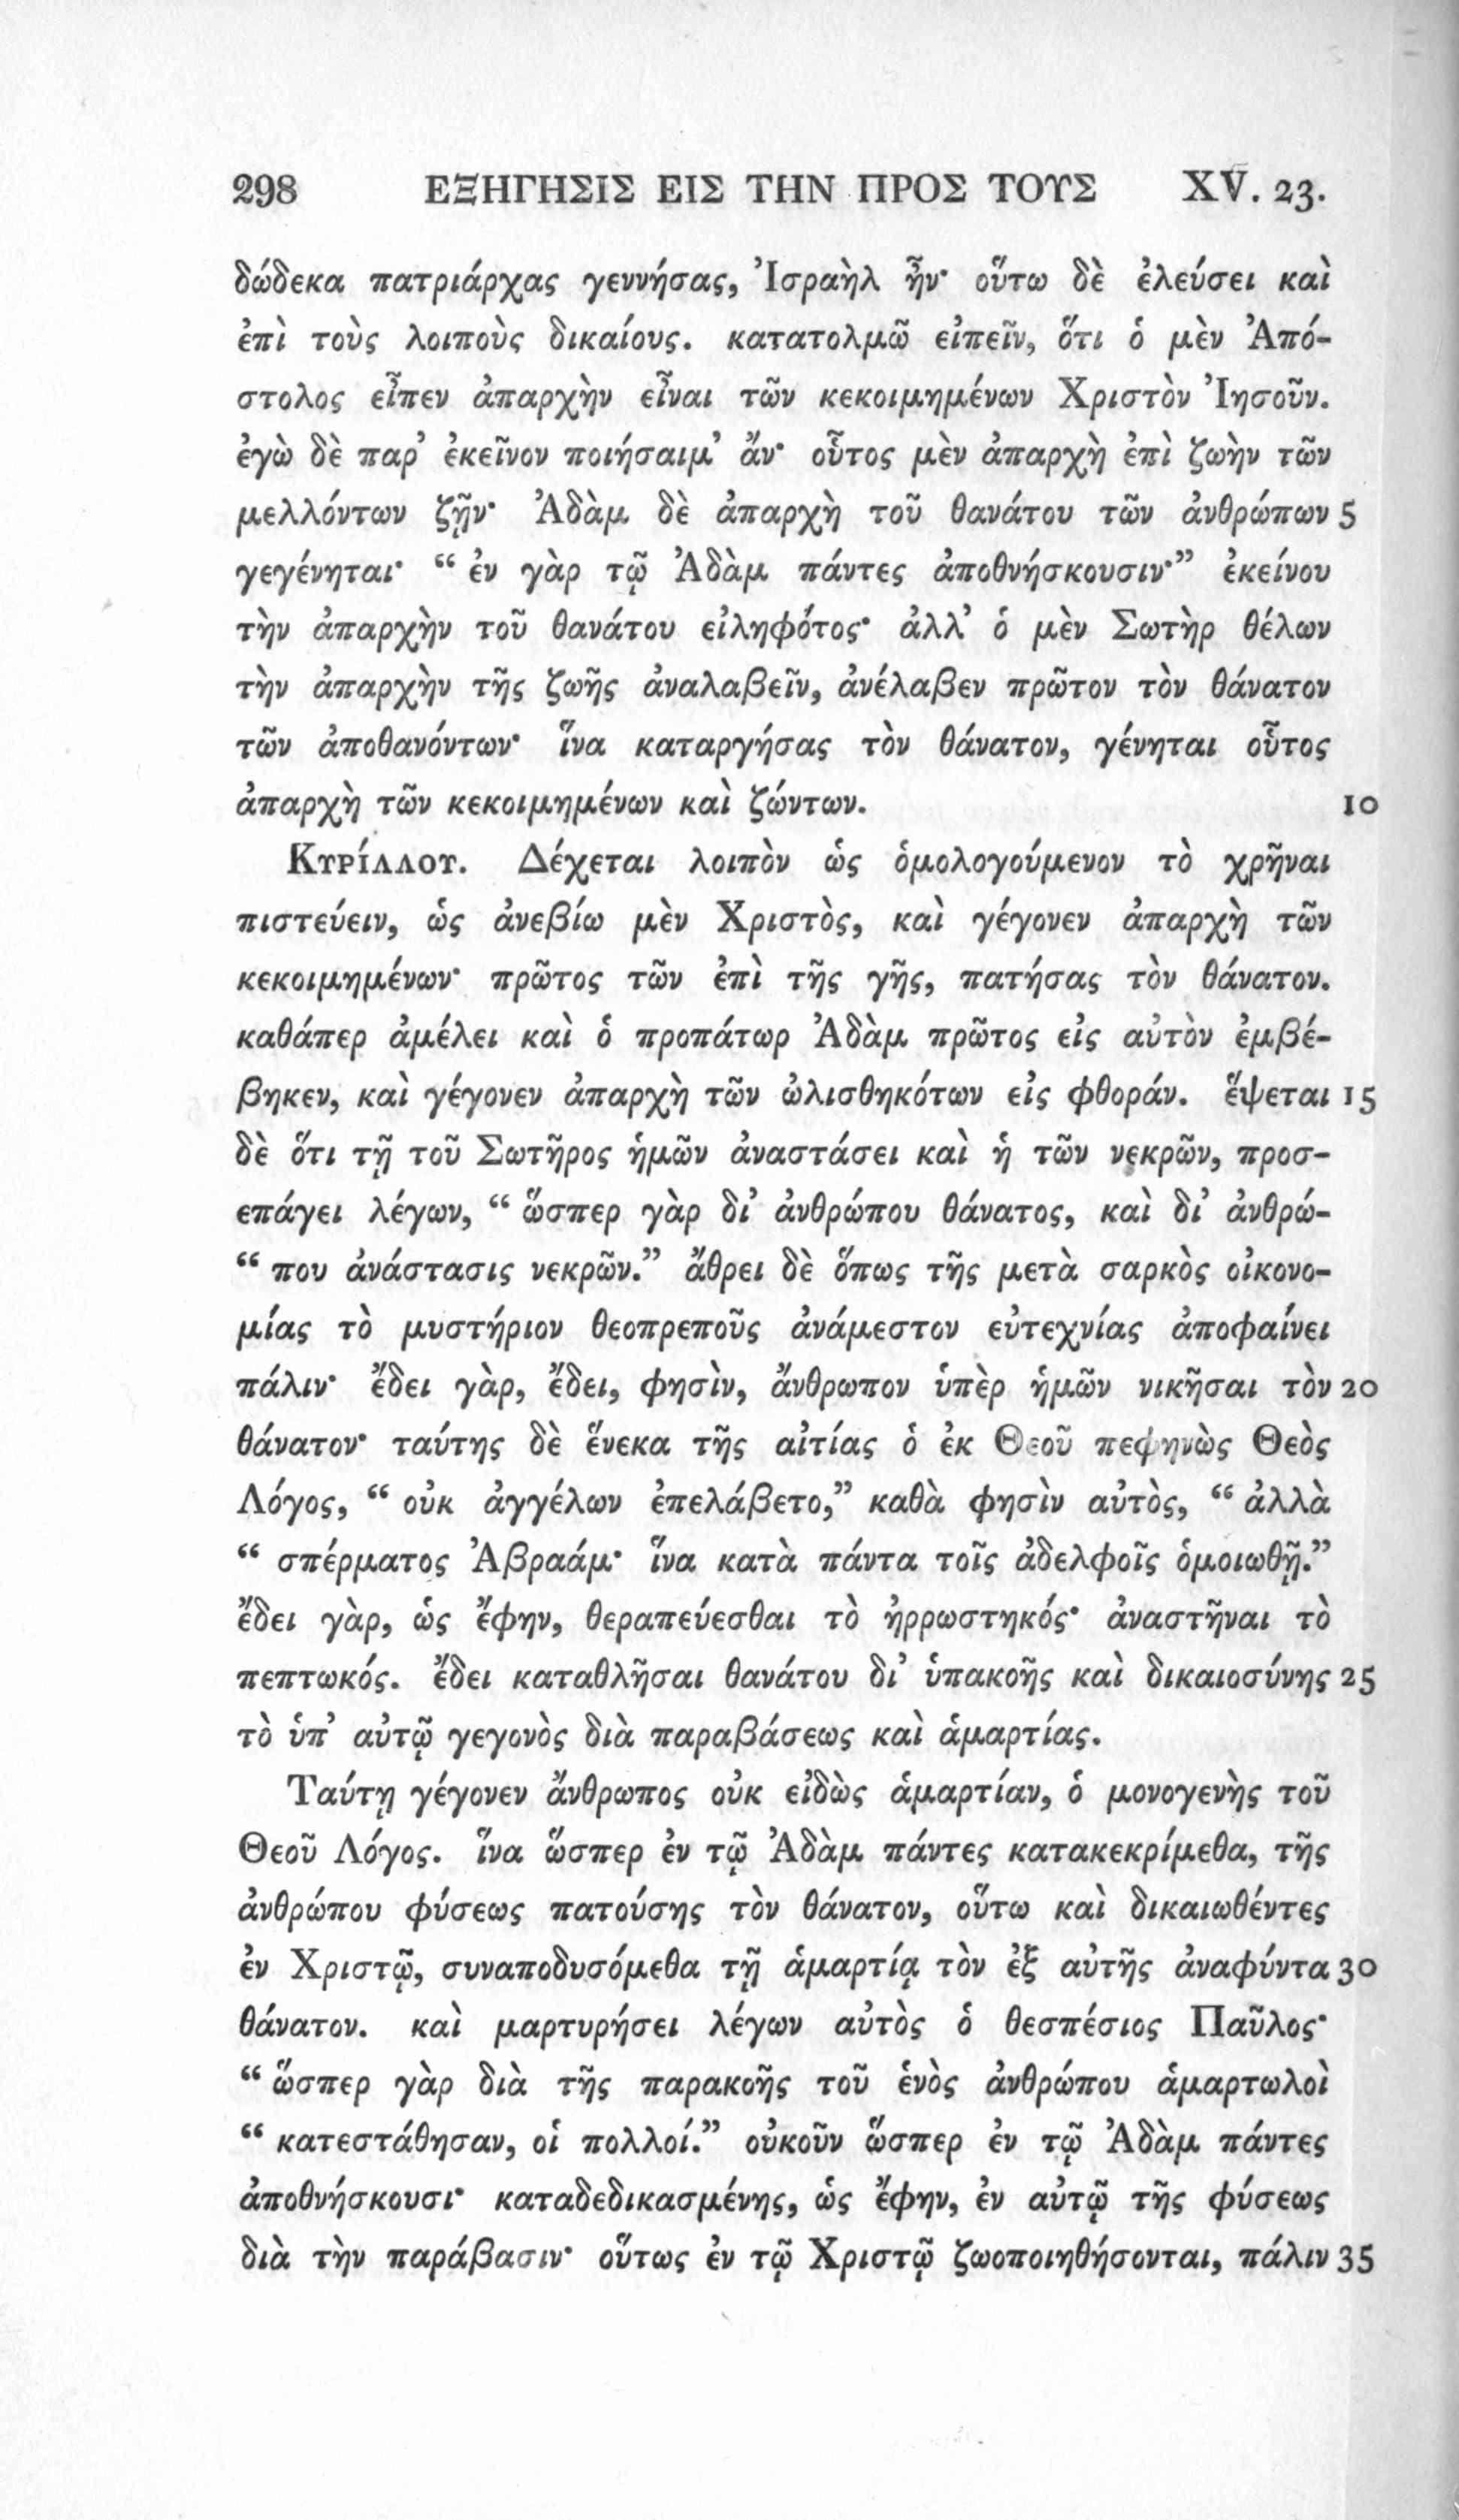 298 ΕΞΗΓΗΣΙΣ ΕΙΣ ΤΗΝ ΠΡΟΣ ΤΟΥΣ XV. 23.
δώδεκα πατριάρχας γεννήσας, Ἰσραὴλ ἦν· οὕτω δὲ ἐλεύσει καὶ
ἐπὶ τοὺς λοιποὺς δικαίους. κατατολμῶ εἰπεῖν, ὅτι ὁ μὲν Ἀπό-
στολος εἶπεν ἀπαρχὴν εἶναι τῶν κεκοιμημένων Χριστὸν Ἰησοῦν.
ἐγὼ δὲ παρ’ ἐκεῖνον ποιήσαιμ’ ἄν· οὗτος μὲν ἀπαρχὴ ἐπὶ ζωὴν τῶν
μελλόντων ζῇν· Ἀδὰμ δὲ ἀπαρχὴ τοῦ θανάτου τῶν ἀνθρώπων 5
γεγένηται· “ ἐν γὰρ τῷ Ἀδὰμ πάντες ἀποθνήσκουσιν·” ἐκείνου
τὴν ἀπαρχὴν τοῦ θανάτου εἰληφότος· ἀλλ’ ὁ μὲν Σωτὴρ θέλων
τὴν ἀπαρχὴν τῆς ζωῆς ἀναλαβεῖν, ἀνέλαβεν πρῶτον τὸν θάνατον
τῶν ἀποθανόντων· ἵνα καταργήσας τὸν θάνατον, γένηται οὗτος
ἀπαρχὴ τῶν κεκοιμημένων καὶ ζώντων. 10
Κυρίλλου. Δέχεται λοιπὸν ὡς ὁμολογούμενον τὸ χρῆναι
πιστεύειν, ὡς ἀνεβίω μὲν Χριστὸς, καὶ γέγονεν ἀπαρχὴ τῶν
κεκοιμημένων· πρῶτος τῶν ἐπὶ τῆς γῆς, πατήσας τὸν θάνατον.
καθάπερ ἀμέλει καὶ ὁ προπάτωρ Ἀδὰμ πρῶτος εἰς αὐτὸν ἐμβέ-
βηκεν, καὶ γέγονεν ἀπαρχὴ τῶν ὠλισθηκότων εἰς φθοράν. ἕψεται 15
δὲ ὅτι τῇ τοῦ Σωτῆρος ἡμῶν ἀναστάσει καὶ ἡ τῶν νεκρῶν, προσ-
επάγει λέγων, “ ὥσπερ γὰρ δι’ ἀνθρώπου θάνατος, καὶ δι’ ἀνθρώ-
“ που ἀνάστασις νεκρῶν.” ἄθρει δὲ ὅπως τῆς μετὰ σαρκὸς οἰκονο-
μίας τὸ μυστήριον θεοπρεποῦς ἀνάμεστον εὐτεχνίας ἀποφαίνει
πάλιν· ἔδει γὰρ, ἔδει, φησὶν, ἄνθρωπον ὑπὲρ ἡμῶν νικῆσαι τὸν 20
θάνατον· ταύτης δὲ ἕνεκα τῆς αἰτίας ὁ ἐκ Θεοῦ πεφηνὼς Θεὸς
Λόγος, “ οὐκ ἀγγέλων ἐπελάβετο,” καθὰ φησὶν αὐτὸς, “ ἀλλὰ
“ σπέρματος Ἀβραάμ· ἵνα κατὰ πάντα τοῖς ἀδελφοῖς ὁμοιωθῇ.”
ἔδει γὰρ, ὡς ἔφην, θεραπεύεσθαι τὸ ἠρρωστηκός· ἀναστῆναι τὸ
πεπτωκός. ἔδει καταθλῆσαι θανάτου δι’ ὑπακοῆς καὶ δικαιοσύνης 25
τὸ ὑπ’ αὐτῷ γεγονὸς διὰ παραβάσεως καὶ ἁμαρτίας.
Ταύτῃ γέγονεν ἄνθρωπος οὐκ εἰδὼς ἁμαρτίαν, ὁ μονογενὴς τοῦ
Θεοῦ Λόγος. ἵνα ὥσπερ ἐν τῷ Ἀδὰμ πάντες κατακεκρίμεθα, τῆς
ἀνθρώπου φύσεως πατούσης τὸν θάνατον, οὕτω καὶ δικαιωθέντες
ἐν Χριστῷ, συναποδυσόμεθα τῇ ἁμαρτίᾳ τὸν ἐξ αὐτῆς ἀναφύντα 30
θάνατον. καὶ μαρτυρήσει λέγων αὐτὸς ὁ θεσπέσιος Παῦλος·
“ ὥσπερ γὰρ διὰ τῆς παρακοῆς τοῦ ἑνὸς ἀνθρώπου ἁμαρτωλοὶ
“ κατεστάθησαν, οἱ πολλοί.” οὐκοῦν ὥσπερ ἐν τῷ Ἀδὰμ πάντες
ἀποθνήσκουσι· καταδεδικασμένης, ὡς ἔφην, ἐν αὐτῷ τῆς φύσεως
διὰ τὴν παράβασιν· οὕτως ἐν τῷ Χριστῷ ζωοποιηθήσονται, πάλιν 35